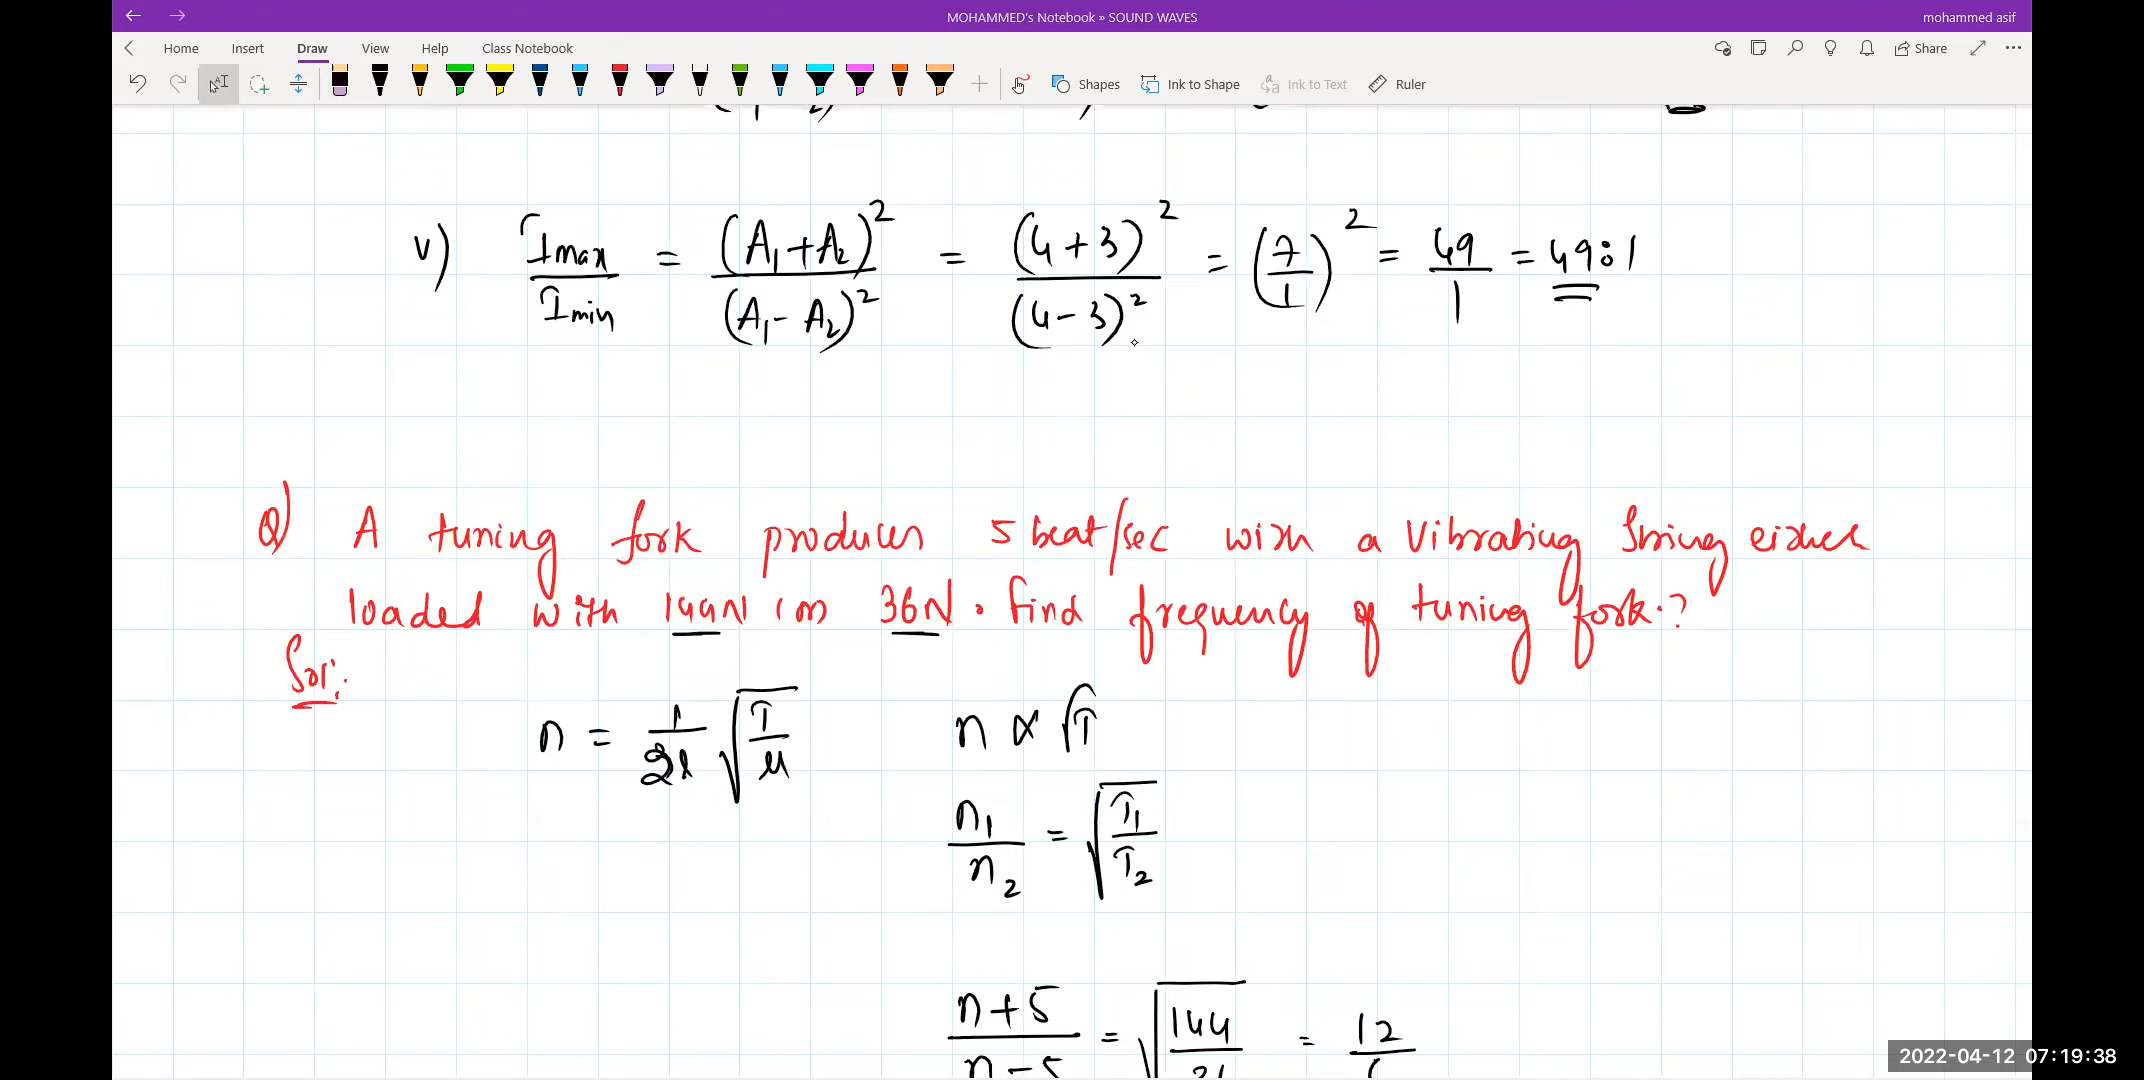 MOHAMMED's Notebook » SOUND WAVES
mohammed asif
Home Insert Draw View Help Class Notebook
Share
Shapes Ink to Shape Ink to Text Ruler
v) Imax/Imin = (A₁+A₂)²/(A₁-A₂)² = (4+3)²/(4-3)² = (7/1)² = 49/1 = 49:1
Q) A tuning fork produces 5 beat/sec with a vibrating string either
loaded with 144N (or) 36N. Find frequency of tuning fork.?
Sol:
n = 1/2l √(T/μ) n ∝ √T
n₁/n₂ = √(T₁/T₂)
n+5/n-5 = √(144/36) = 12/6
2022-04-12 07:19:38